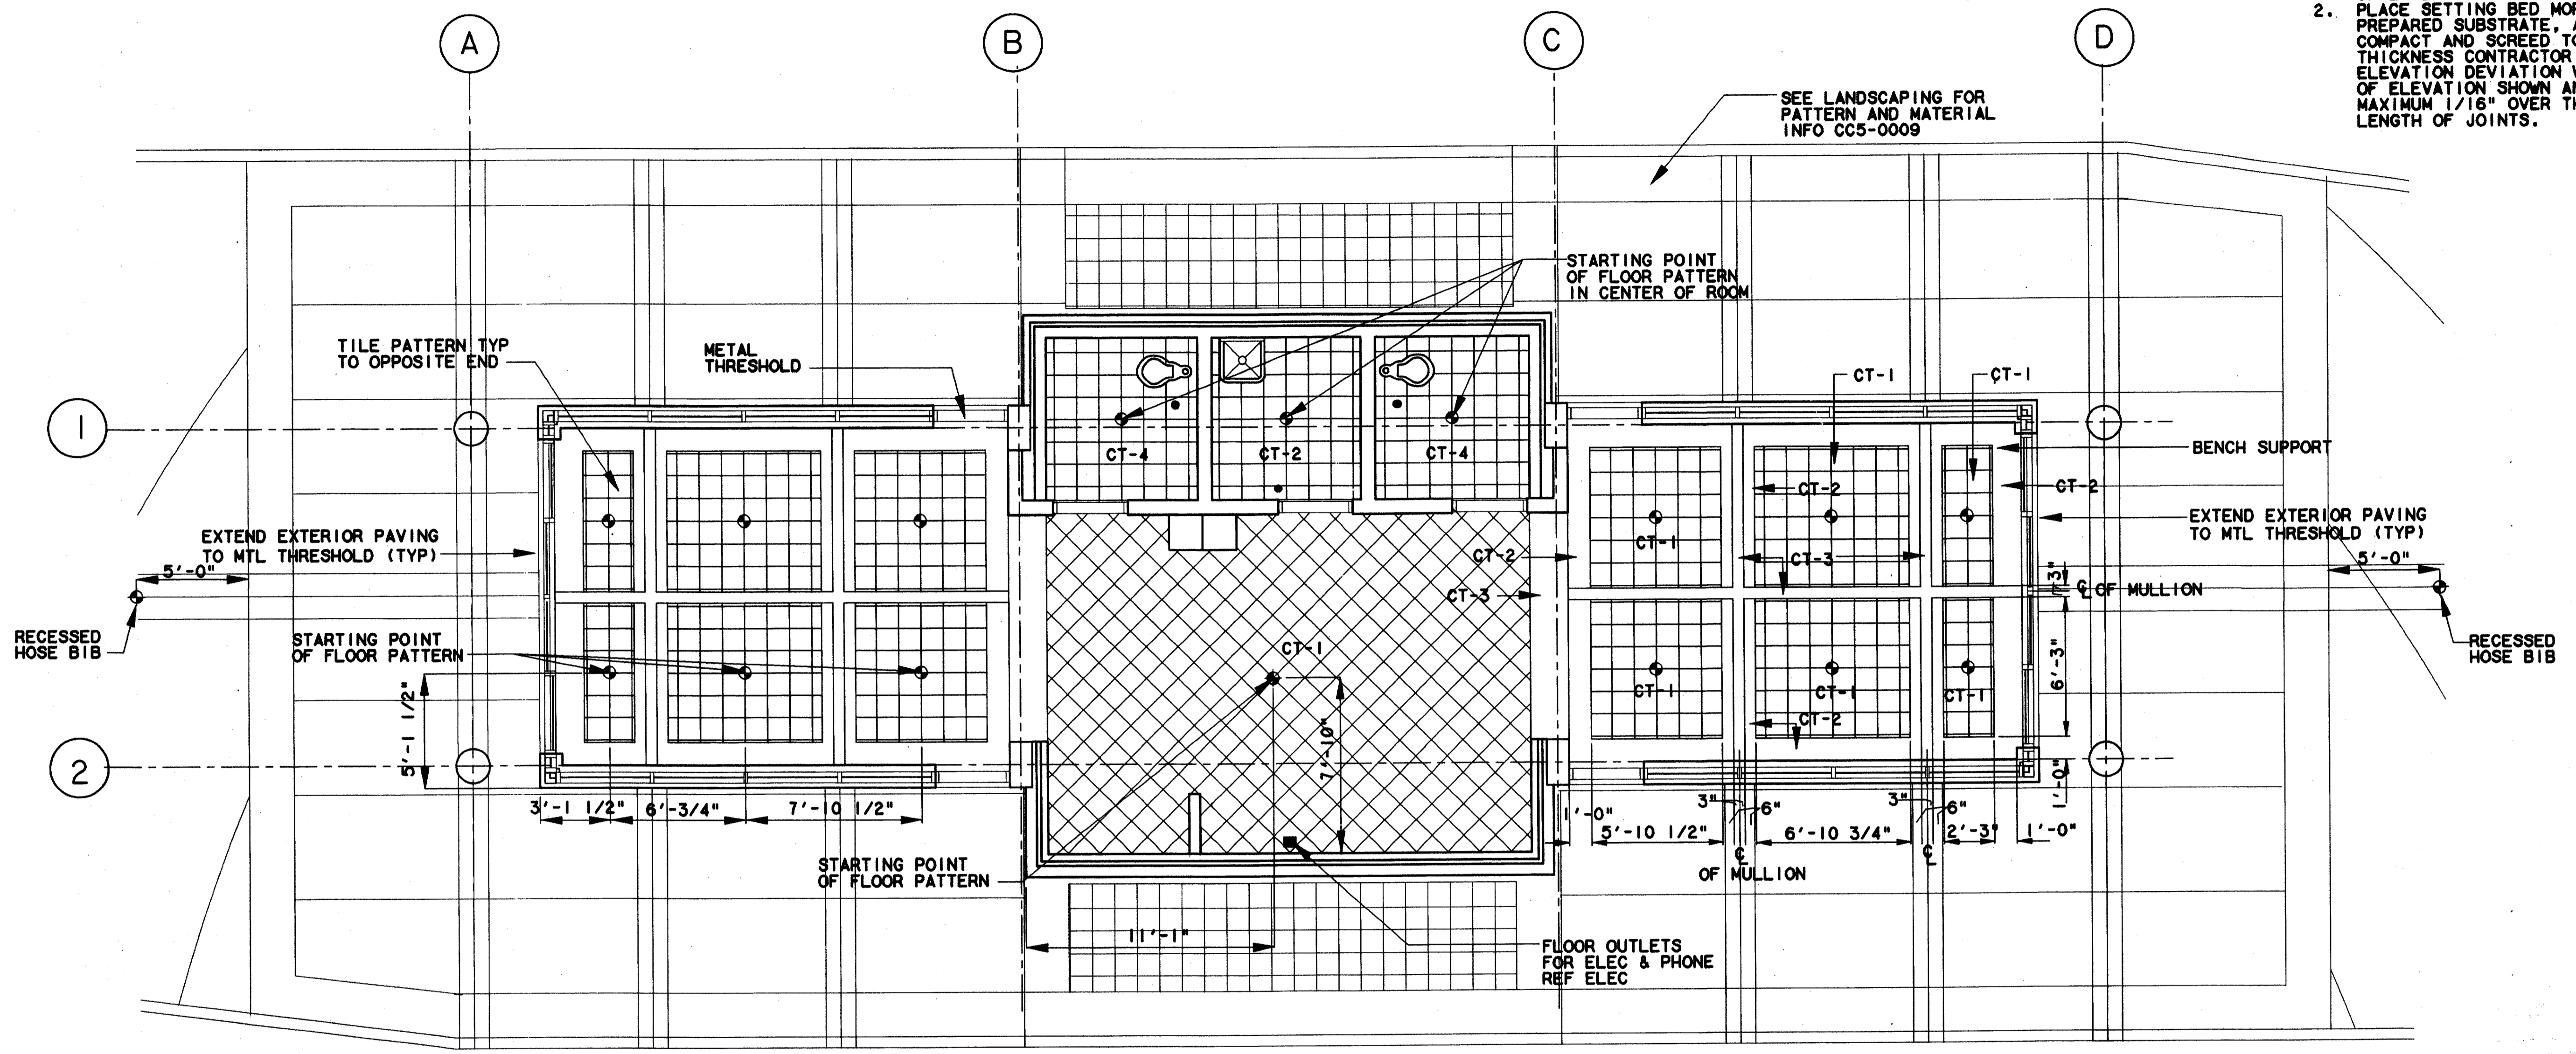 A
B
C
D
2. PLACE SETTING BED
PREPARED SUBSTRATE,
COMPACT AND SCREED
THICKNESS CONTRACTOR
ELEVATION DEVIATION
OF ELEVATION SHOWN
MAXIMUM 1/16" OVER
LENGTH OF JOINTS.
SEE LANDSCAPING FOR
PATTERN AND MATERIAL
INFO CC5-0009
STARTING POINT
OF FLOOR PATTERN
IN CENTER OF ROOM
TILE PATTERN TYP
TO OPPOSITE END
METAL
THRESHOLD
CT-1
CT-1
1
CT-4
CT-2
CT-4
BENCH SUPPORT
CT-2
CT-2
EXTEND EXTERIOR PAVING
TO MTL THRESHOLD (TYP)
EXTEND EXTERIOR PAVING
TO MTL THRESHOLD (TYP)
CT-1
CT-2
CT-3
5'-0"
5'-0"
3"
℄ OF MULLION
CT-3
RECESSED
HOSE BIB
STARTING POINT
OF FLOOR PATTERN
CT-1
RECESSED
HOSE BIB
6'-3"
CT-1
CT-1
CT-1
5'-1 1/2"
CT-2
7'-10"
2
1'-0"
3'-1 1/2"
6'-3/4"
7'-10 1/2"
1'-0"
3"
6"
3"
6"
5'-10 1/2"
6'-10 3/4"
2'-3"
1'-0"
℄
℄
OF MULLION
STARTING POINT
OF FLOOR PATTERN
11'-1"
FLOOR OUTLETS
FOR ELEC & PHONE
REF ELEC